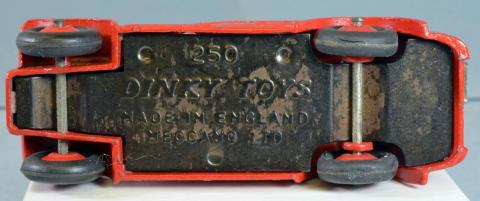 250
DINKY TOYS
MADE IN ENGLAND
MECCANO LTD